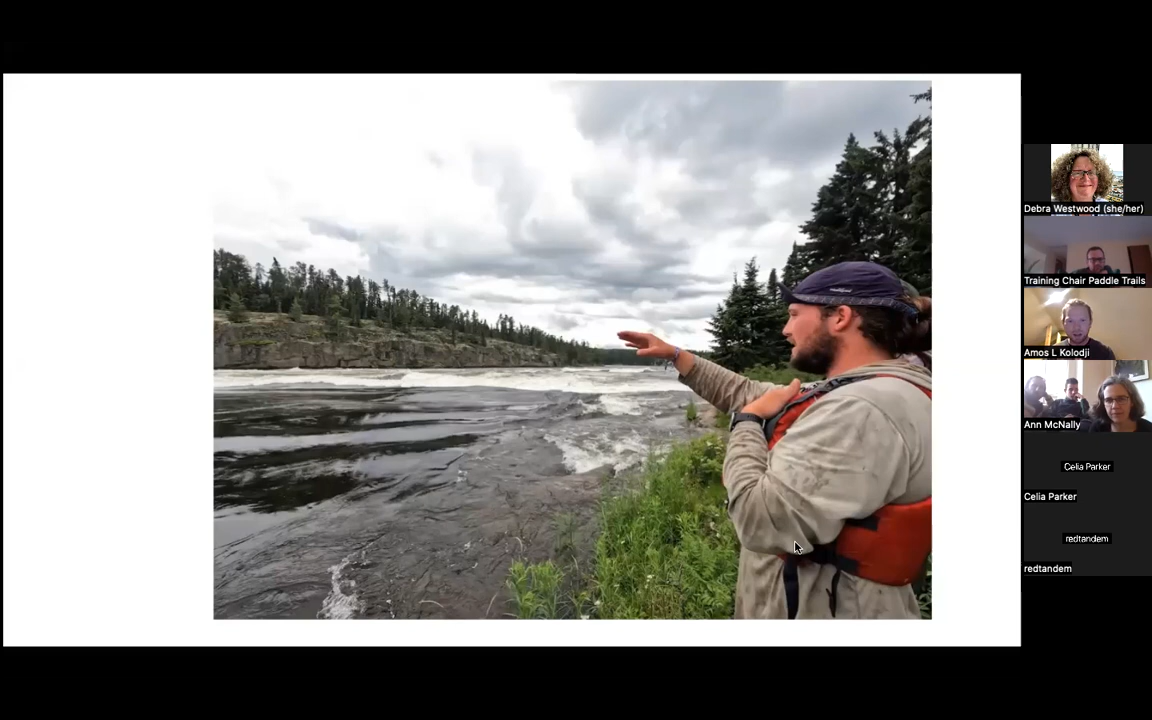 Debra Westwood (she/her)
Training Chair Paddle Trails
Amos L Kolodji
Ann McNally
Celia Parker
Celia Parker
redtandem
redtandem